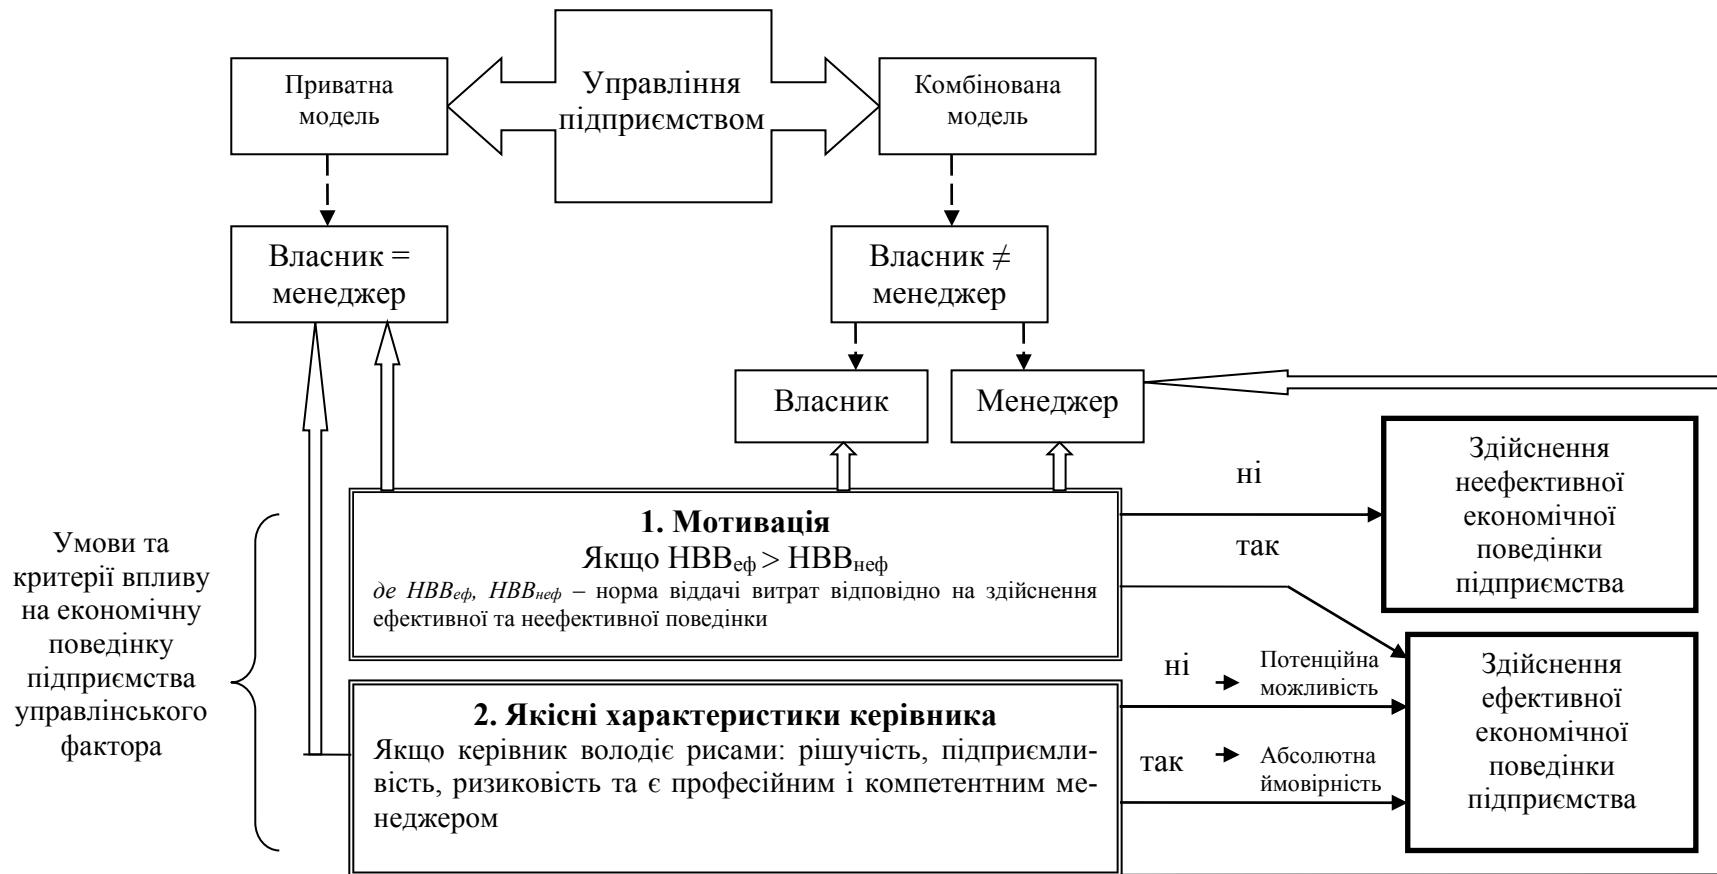 Приватна
модель
Управління
підприємством
Комбінована
модель
Власник =
менеджер
Власник ≠
менеджер
Власник
Менеджер
Умови та
критерії впливу
на економічну
поведінку
підприємства
управлінського
фактора
1. Мотивація
Якщо НВВеф > НВВнеф
де НВВеф, НВВнеф – норма віддачі витрат відповідно на здійснення
ефективної та неефективної поведінки
2. Якісні характеристики керівника
Якщо керівник володіє рисами: рішучість, підприємли-
вість, ризиковість та є професійним і компетентним ме-
неджером
ні
так
ні
Потенційна
можливість
так
Абсолютна
ймовірність
Здійснення
неефективної
економічної
поведінки
підприємства
Здійснення
ефективної
економічної
поведінки
підприємства